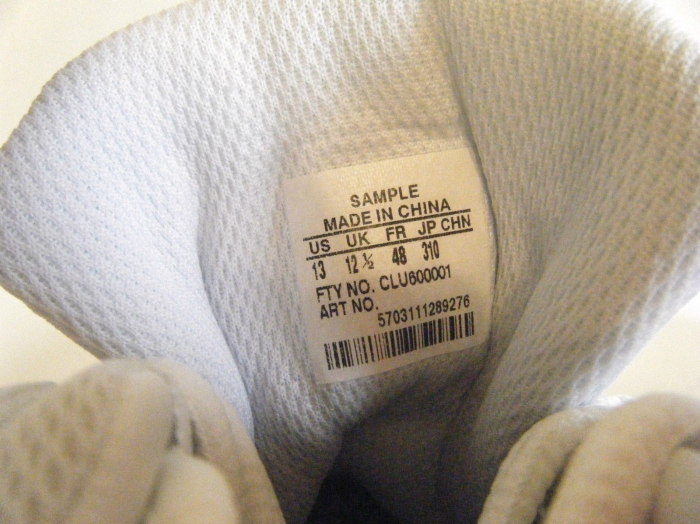 SAMPLE
MADE IN CHINA
US UK FR JP CHN
13 12 ½ 48 310
FTY NO. CLU600001
ART NO.
5703111289276